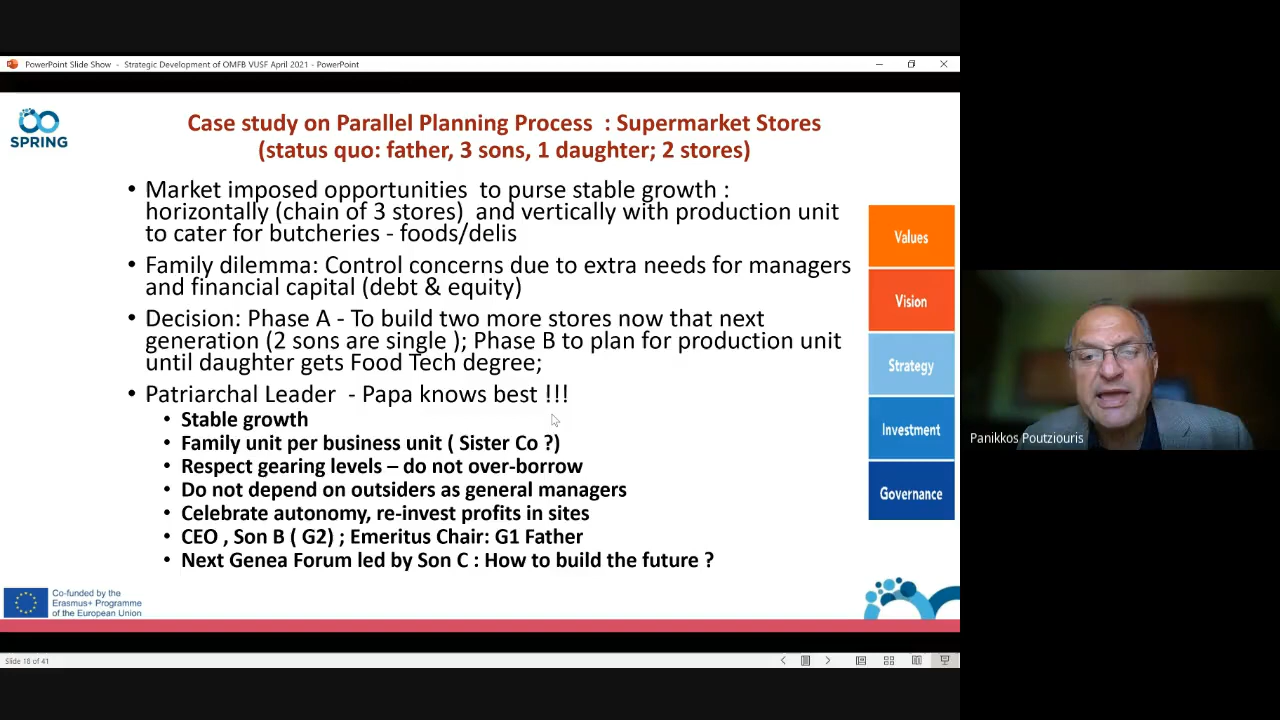 PowerPoint Slide Show - Strategic Development of OMFB VUSF April 2021 - PowerPoint
SPRING
Case study on Parallel Planning Process : Supermarket Stores
(status quo: father, 3 sons, 1 daughter; 2 stores)
• Market imposed opportunities to purse stable growth :
horizontally (chain of 3 stores) and vertically with production unit
to cater for butcheries - foods/delis
• Family dilemma: Control concerns due to extra needs for managers
and financial capital (debt & equity)
• Decision: Phase A - To build two more stores now that next
generation (2 sons are single ); Phase B to plan for production unit
until daughter gets Food Tech degree;
• Patriarchal Leader - Papa knows best !!!
• Stable growth
• Family unit per business unit ( Sister Co ?)
• Respect gearing levels – do not over-borrow
• Do not depend on outsiders as general managers
• Celebrate autonomy, re-invest profits in sites
• CEO , Son B ( G2) ; Emeritus Chair: G1 Father
• Next Genea Forum led by Son C : How to build the future ?
Values
Vision
Strategy
Investment
Governance
Panikkos Poutziouris
Co-funded by the
Erasmus+ Programme
of the European Union
Slide 18 of 41